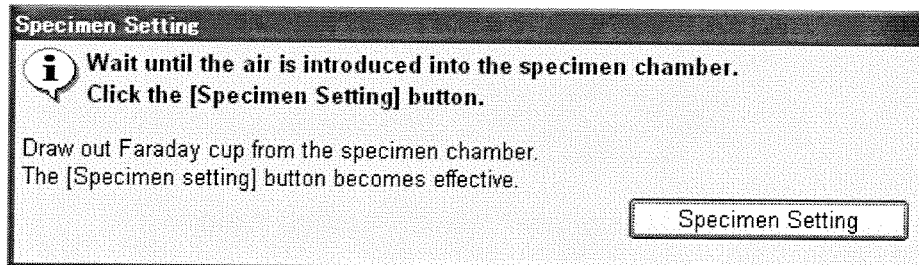 Specimen Setting
Wait until the air is introduced into the specimen chamber.
Click the [Specimen Setting] button.
Draw out Faraday cup from the specimen chamber.
The [Specimen setting] button becomes effective.
Specimen Setting